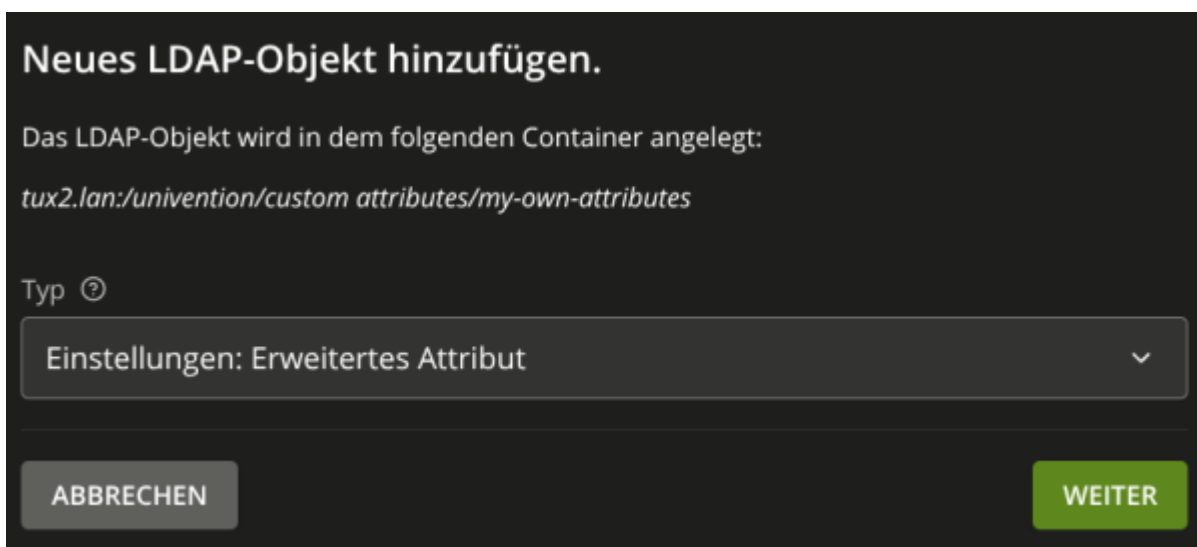 Neues LDAP-Objekt hinzufügen.
Das LDAP-Objekt wird in dem folgenden Container angelegt:
tux2.lan:/univention/custom attributes/my-own-attributes
Typ ?
Einstellungen: Erweitertes Attribut
ABBRECHEN
WEITER